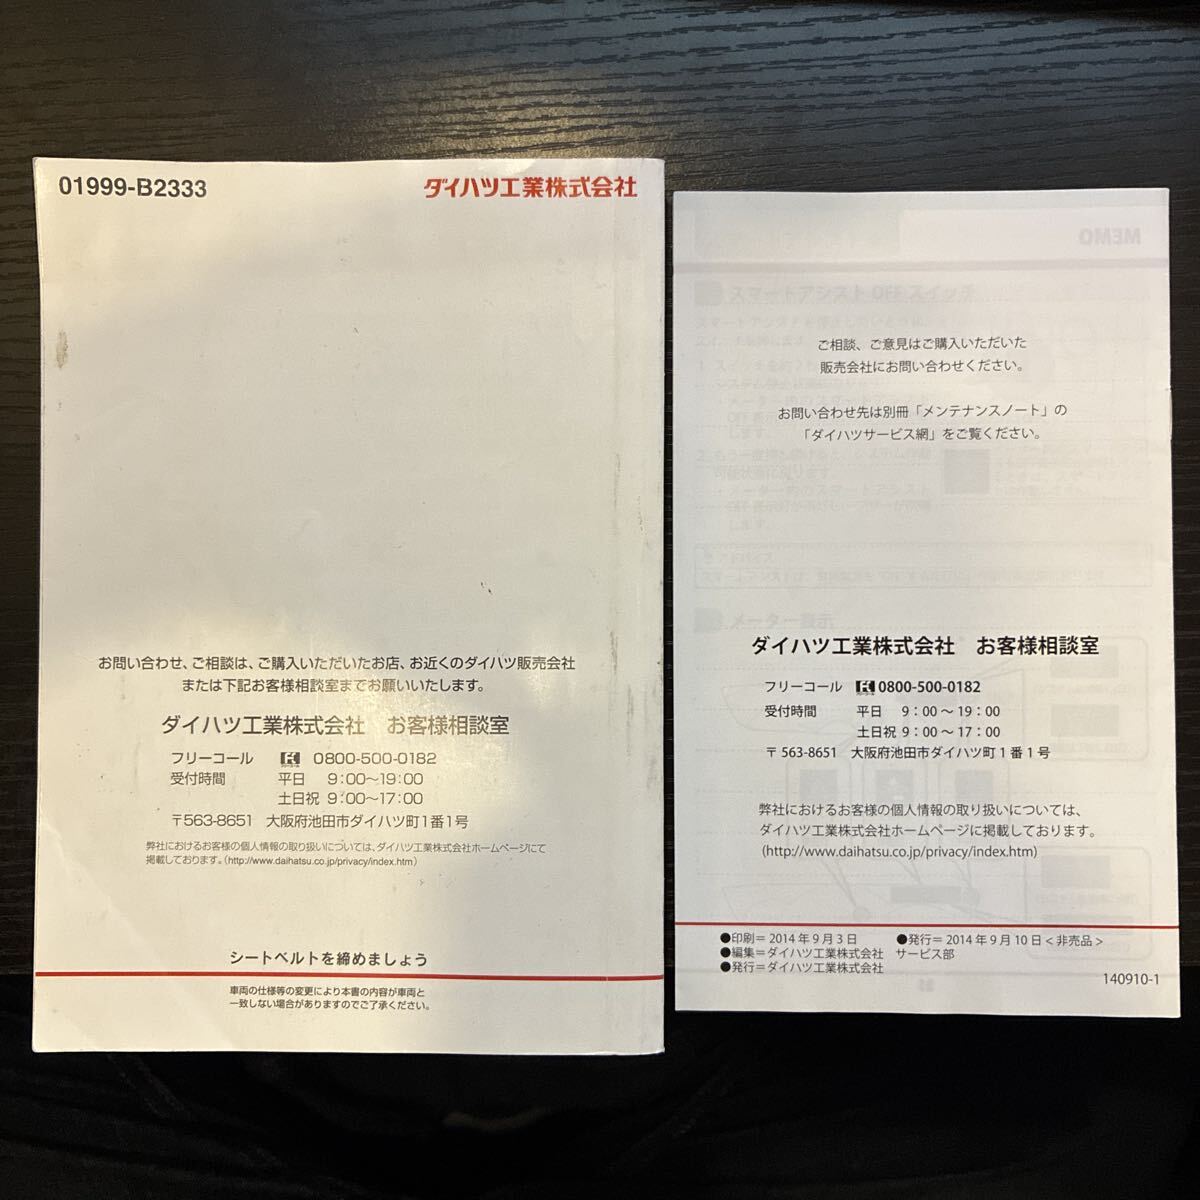 01999-B2333
ダイハツ工業株式会社
お問い合わせ、ご相談は、ご購入いただいたお店、お近くのダイハツ販売会社
または下記お客様相談室までお願いいたします。
ダイハツ工業株式会社　お客様相談室
フリーコール 0800-500-0182
受付時間 平日 9:00〜19:00
土日祝 9:00〜17:00
〒563-8651 大阪府池田市ダイハツ町1番1号
弊社におけるお客様の個人情報の取り扱いについては、ダイハツ工業株式会社ホームページにて
掲載しております。(http://www.daihatsu.co.jp/privacy/index.htm)
シートベルトを締めましょう
車両の仕様等の変更により本書の内容が車両と
一致しない場合がありますのでご了承ください。
MEMO
スマートアシスト OFF スイッチ
ご相談、ご意見はご購入いただいた
販売会社にお問い合わせください。
お問い合わせ先は別冊「メンテナンスノート」の
「ダイハツサービス網」をご覧ください。
メーター表示
ダイハツ工業株式会社　お客様相談室
フリーコール 0800-500-0182
受付時間 平日 9：00 〜 19：00
土日祝 9：00 〜 17：00
〒 563-8651 大阪府池田市ダイハツ町 1 番 1 号
弊社におけるお客様の個人情報の取り扱いについては、
ダイハツ工業株式会社ホームページに掲載しております。
(http://www.daihatsu.co.jp/privacy/index.htm)
●印刷＝ 2014 年 9 月 3 日 ●発行＝ 2014 年 9 月 10 日 < 非売品 >
●編集＝ダイハツ工業株式会社 サービス部
●発行＝ダイハツ工業株式会社
140910-1